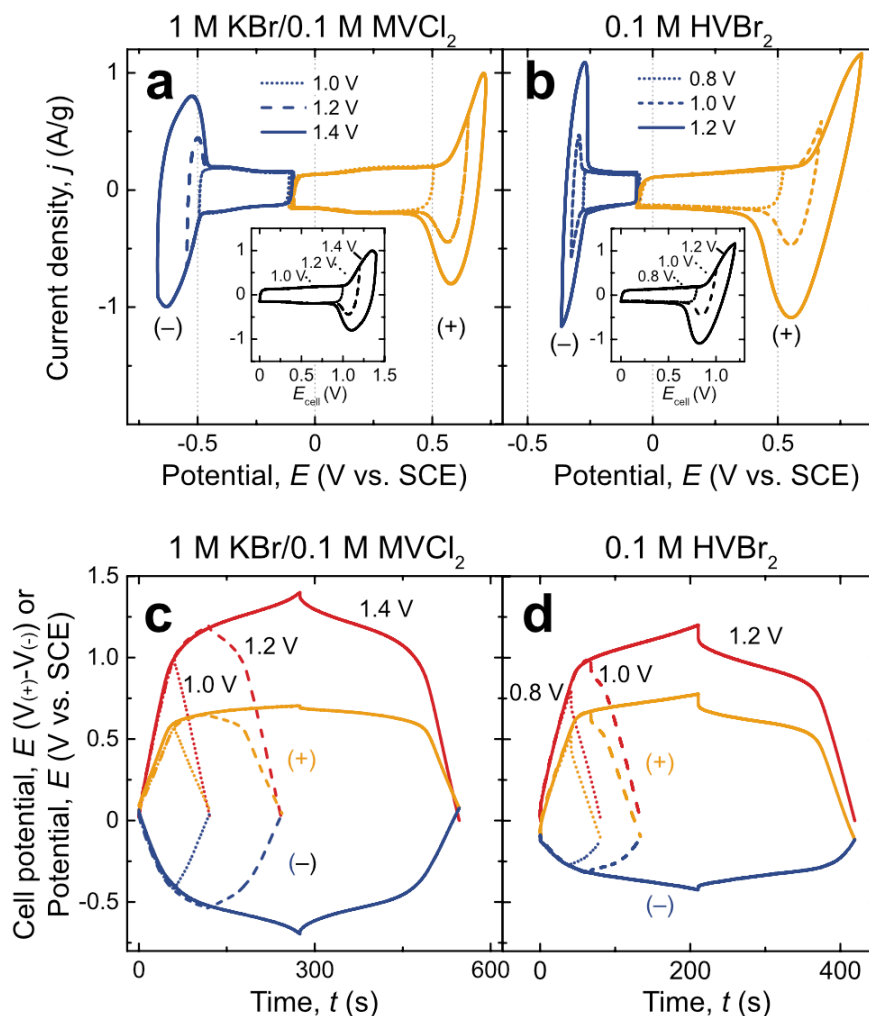 1 M KBr/0.1 M MVCl₂
0.1 M HVBr₂
a
1.0 V
1.2 V
1.4 V
b
0.8 V
1.0 V
1.2 V
Current density, j (A/g)
1
0
-1
(–)
(+)
(–)
(+)
1
0
-1
1.0 V
1.2 V
1.4 V
0
0.5
1.0
1.5
E_cell (V)
1
0
-1
0.8 V
1.0 V
1.2 V
0
0.5
1.0
E_cell (V)
-0.5
0
0.5
Potential, E (V vs. SCE)
-0.5
0
0.5
Potential, E (V vs. SCE)
1 M KBr/0.1 M MVCl₂
0.1 M HVBr₂
Cell potential, E (V(+)-V(-)) or
Potential, E (V vs. SCE)
1.5
1.0
0.5
0
-0.5
c
1.4 V
1.2 V
1.0 V
(+)
(–)
d
1.2 V
1.0 V
0.8 V
(+)
(–)
0
300
600
Time, t (s)
0
200
400
Time, t (s)